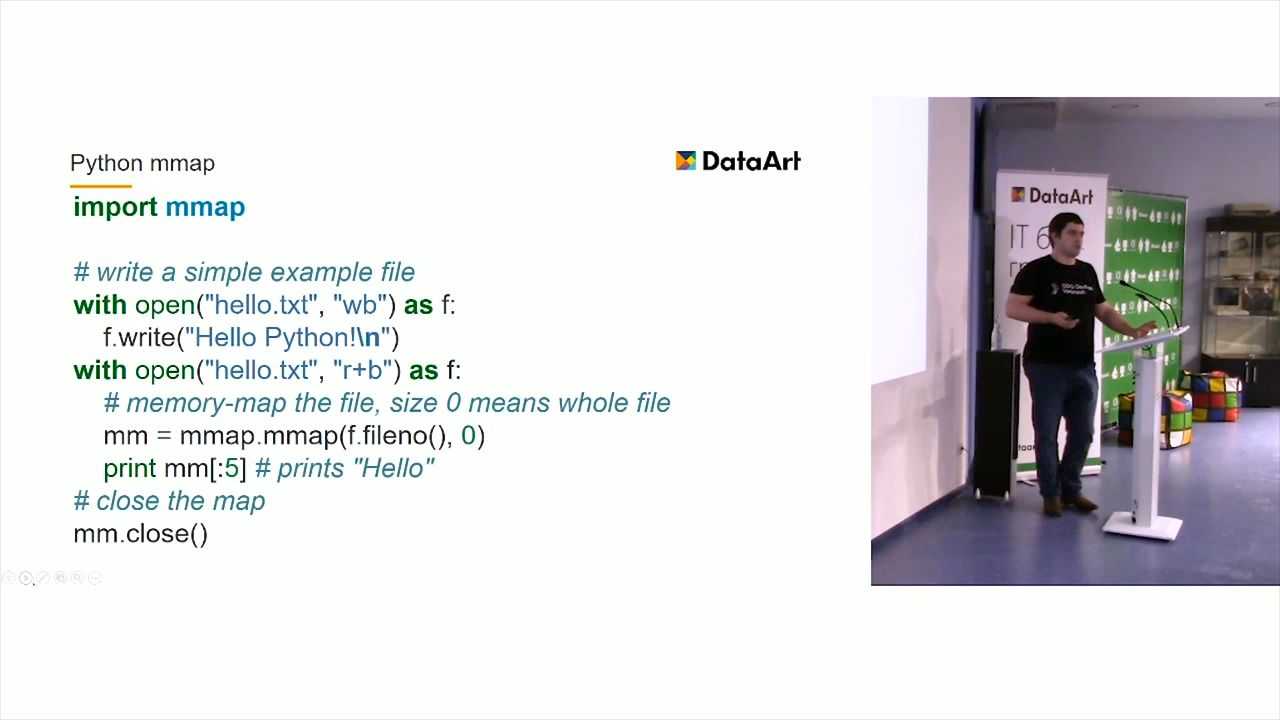 Python mmap
DataArt
import mmap
# write a simple example file
with open("hello.txt", "wb") as f:
    f.write("Hello Python!\n")
with open("hello.txt", "r+b") as f:
    # memory-map the file, size 0 means whole file
    mm = mmap.mmap(f.fileno(), 0)
    print mm[:5] # prints "Hello"
# close the map
mm.close()
DataArt
IT